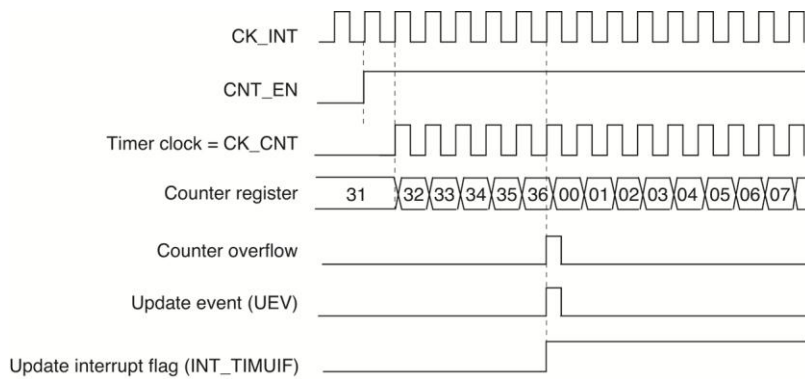 CK_INT
CNT_EN
Timer clock = CK_CNT
Counter register 31 32 33 34 35 36 00 01 02 03 04 05 06 07
Counter overflow
Update event (UEV)
Update interrupt flag (INT_TIMUIF)